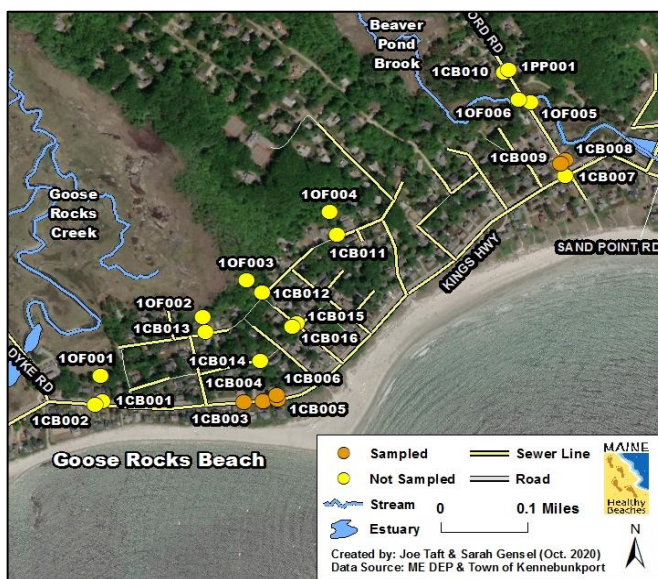 Beaver
Pond
Brook
ORD RD
1PP001
1CB010
1OF006
1OF005
1CB008
1CB009
1CB007
Goose
Rocks
Creek
1OF004
1CB011
KINGS HWY
SAND POINT RD
1OF003
1CB012
1OF002
1CB015
1CB013
1CB016
1CB014
1OF001
1CB004
1CB006
DYKE RD
1CB001
1CB005
1CB002
1CB003
Goose Rocks Beach
Sampled
Sewer Line
Not Sampled
Road
Stream
0
0.1 Miles
Estuary
MAINE
Healthy
Beaches
N
Created by: Joe Taft & Sarah Gensel (Oct. 2020)
Data Source: ME DEP & Town of Kennebunkport